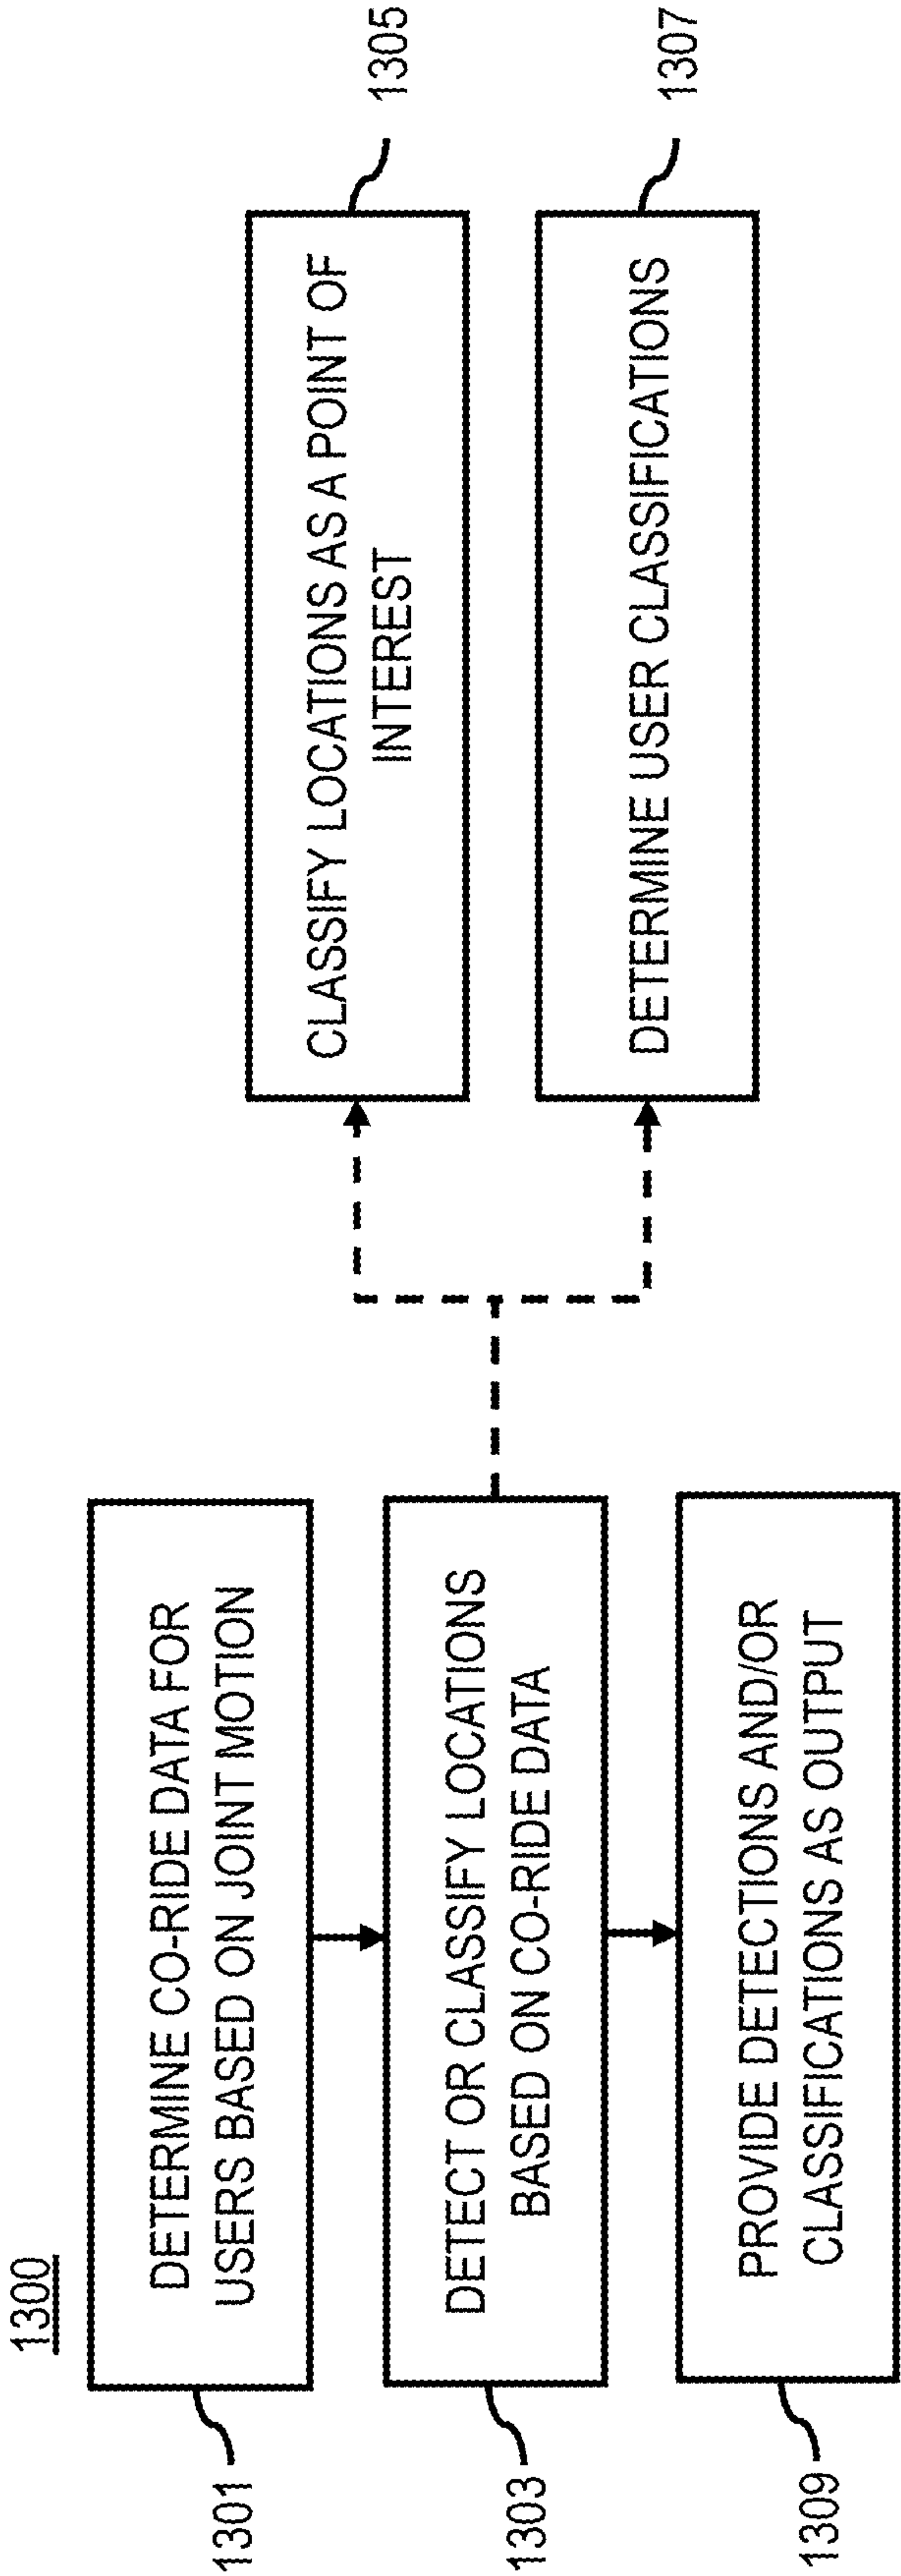 1300
1301
DETERMINE CO-RIDE DATA FOR
USERS BASED ON JOINT MOTION
1303
DETECT OR CLASSIFY LOCATIONS
BASED ON CO-RIDE DATA
1305
CLASSIFY LOCATIONS AS A POINT OF
INTEREST
1307
DETERMINE USER CLASSIFICATIONS
1309
PROVIDE DETECTIONS AND/OR
CLASSIFICATIONS AS OUTPUT